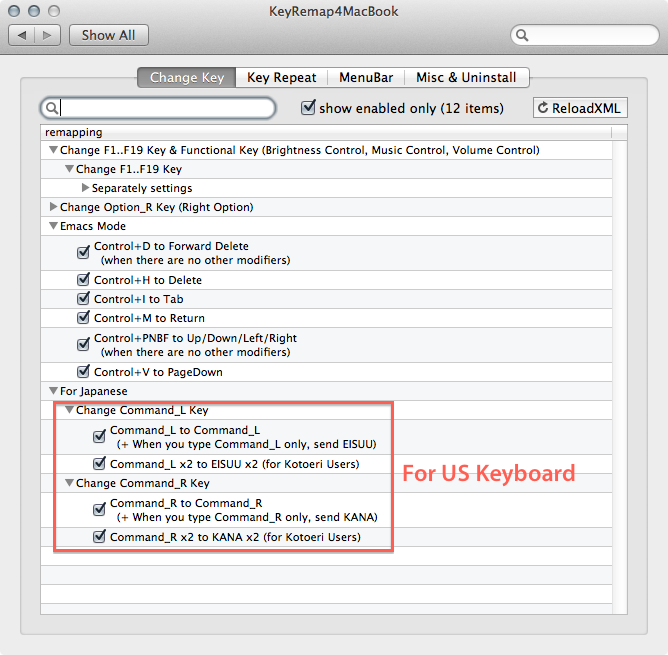 KeyRemap4MacBook
Show All
Change Key Key Repeat MenuBar Misc & Uninstall
show enabled only (12 items) ReloadXML
remapping
Change F1..F19 Key & Functional Key (Brightness Control, Music Control, Volume Control)
Change F1..F19 Key
Separately settings
Change Option_R Key (Right Option)
Emacs Mode
Control+D to Forward Delete
(when there are no other modifiers)
Control+H to Delete
Control+I to Tab
Control+M to Return
Control+PNBF to Up/Down/Left/Right
(when there are no other modifiers)
Control+V to PageDown
For Japanese
Change Command_L Key
Command_L to Command_L
(+ When you type Command_L only, send EISUU)
Command_L x2 to EISUU x2 (for Kotoeri Users)
For US Keyboard
Change Command_R Key
Command_R to Command_R
(+ When you type Command_R only, send KANA)
Command_R x2 to KANA x2 (for Kotoeri Users)